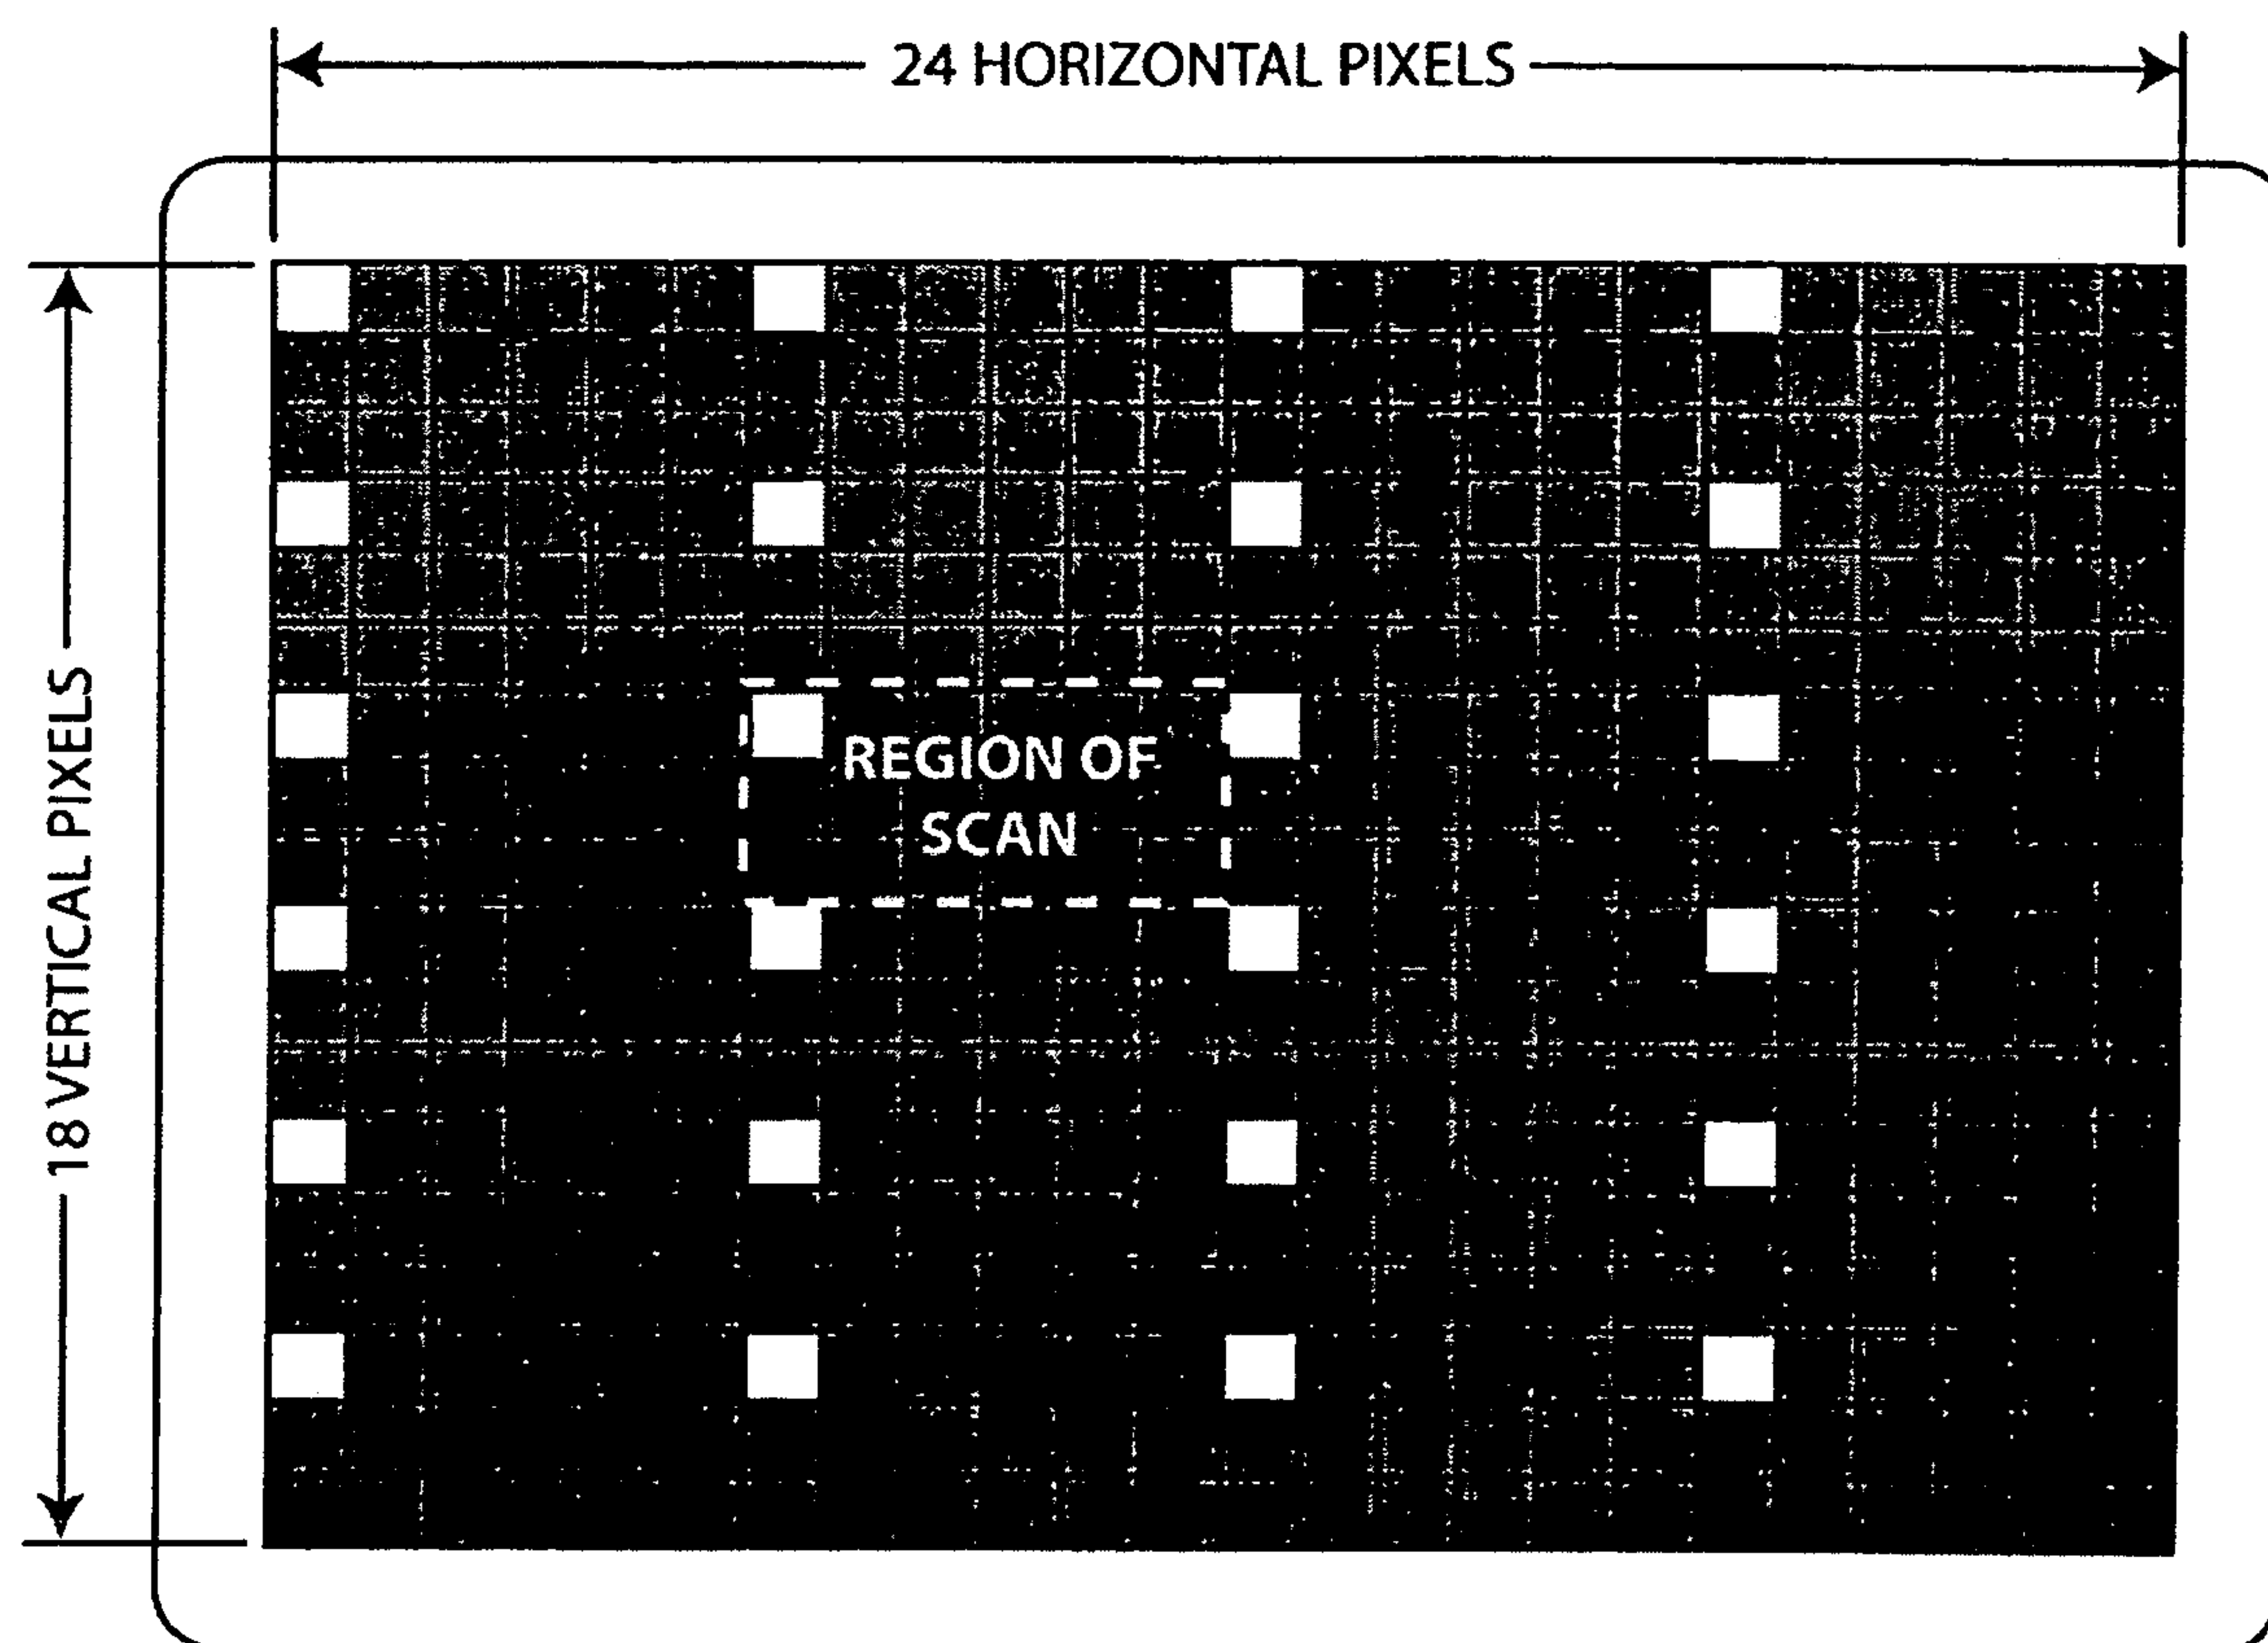 24 HORIZONTAL PIXELS
18 VERTICAL PIXELS
REGION OF
SCAN